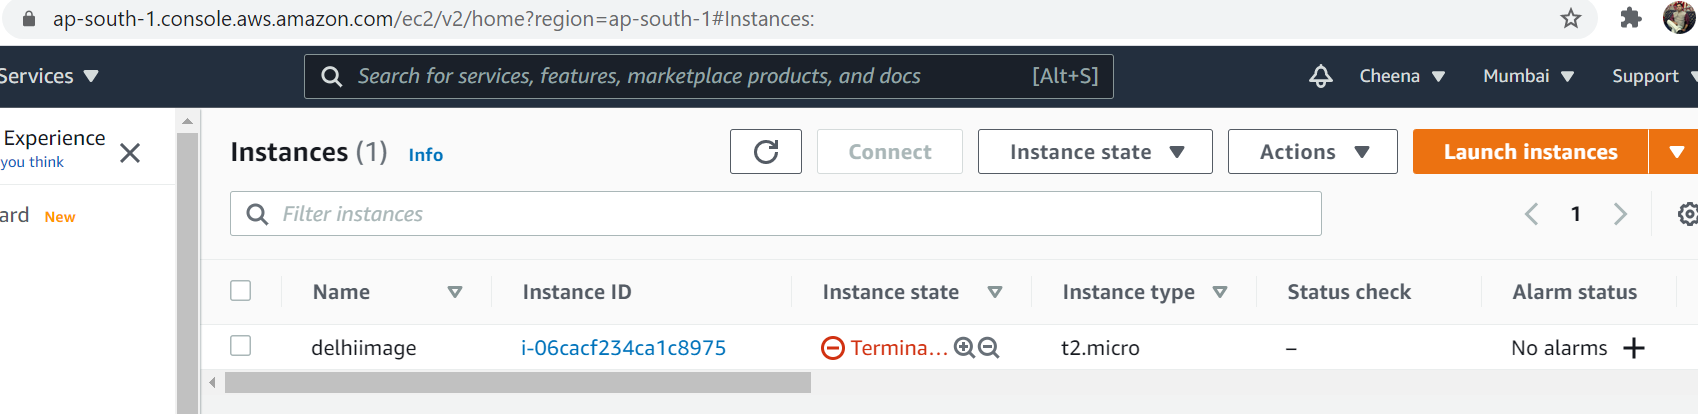 ap-south-1.console.aws.amazon.com/ec2/v2/home?region=ap-south-1#Instances:
Services Search for services, features, marketplace products, and docs [Alt+S] Cheena Mumbai Support
Experience
you think
Instances (1) Info Connect Instance state Actions Launch instances
ard New
Filter instances 1
Name Instance ID Instance state Instance type Status check Alarm status
delhiimage i-06cacf234ca1c8975 Termina… t2.micro – No alarms +